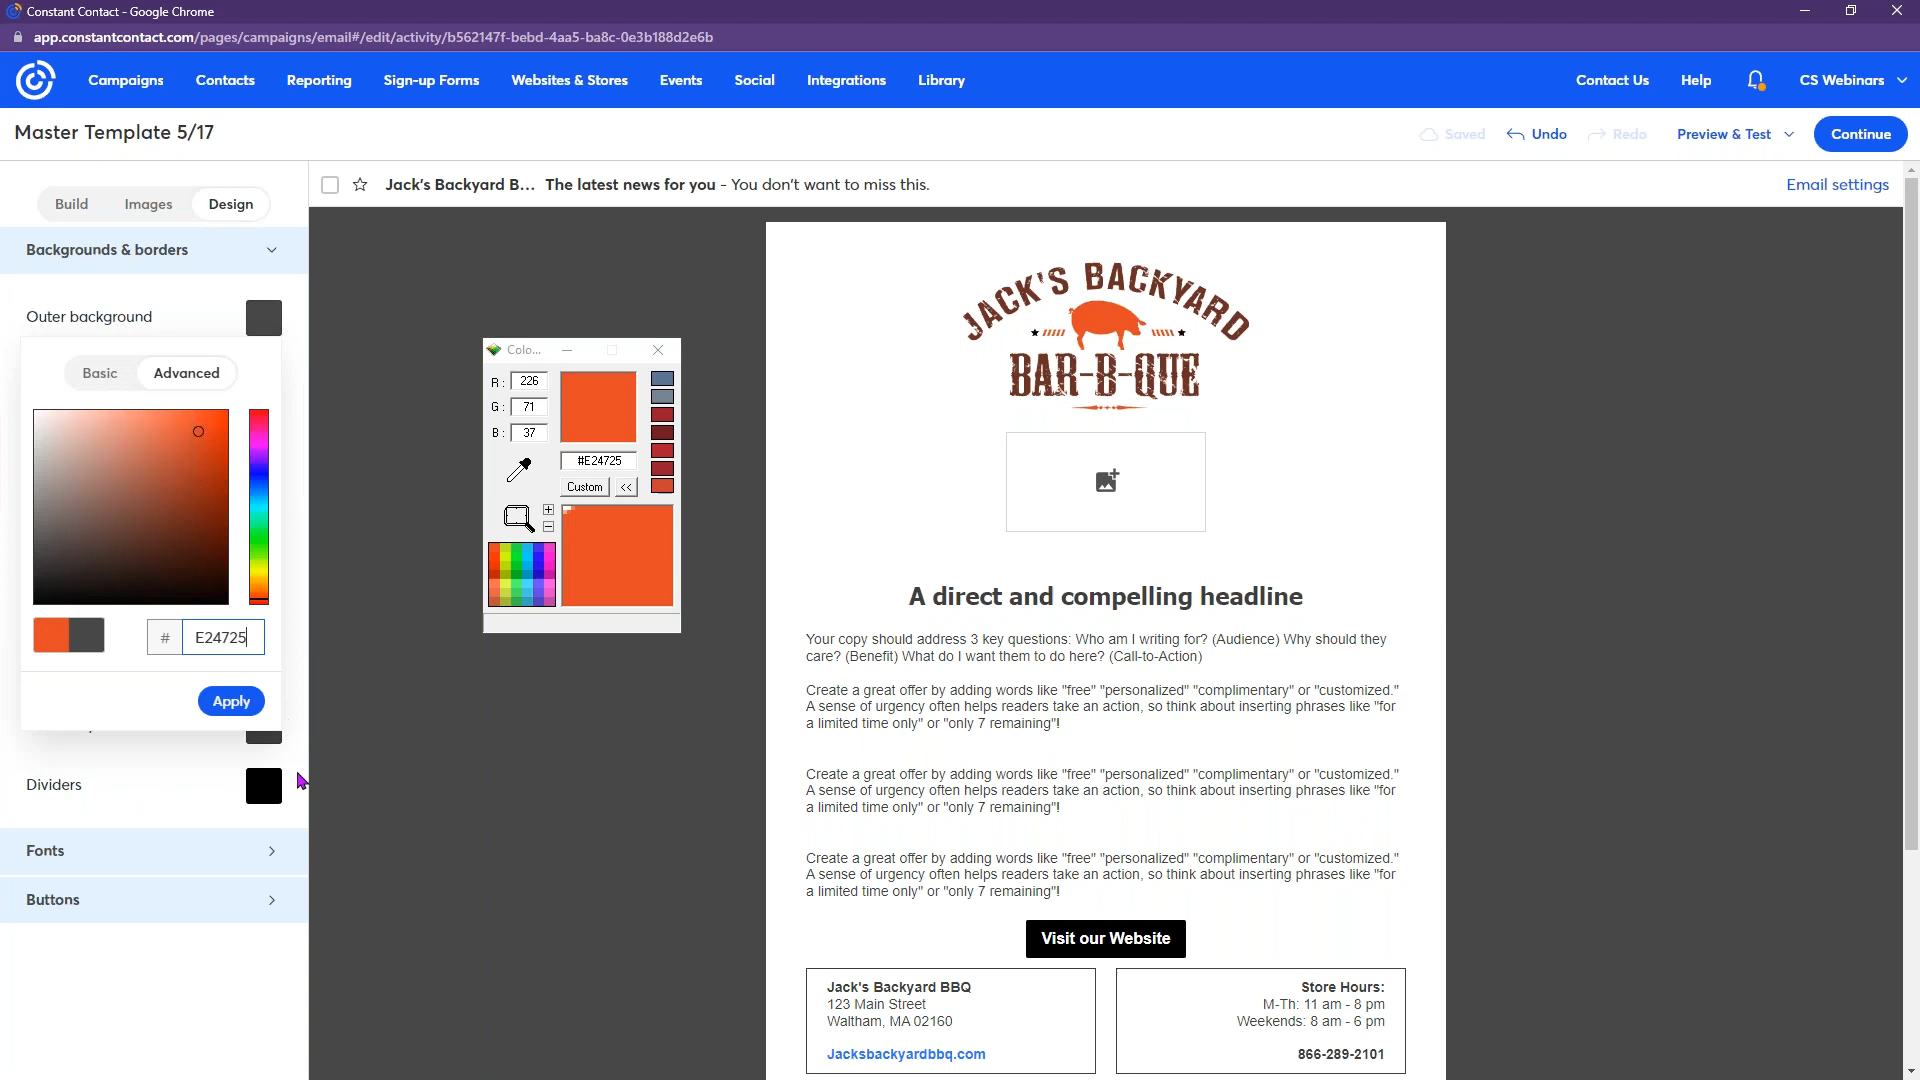 Constant Contact - Google Chrome
app.constantcontact.com/pages/campaigns/email#/edit/activity/b562147f-bebd-4aa5-ba8c-0e3b188d2e6b
Campaigns Contacts Reporting Sign-up Forms Websites & Stores Events Social Integrations Library Contact Us Help CS Webinars
Master Template 5/17 Saved Undo Redo Preview & Test Continue
Build Images Design
Jack's Backyard B... The latest news for you - You don't want to miss this. Email settings
Backgrounds & borders
Outer background
Basic Advanced
# E24725
Apply
Dividers
Fonts
Buttons
Colo...
R: 226
G: 71
B: 37
#E24725
Custom <<
JACK'S BACKYARD
BAR-B-QUE
A direct and compelling headline
Your copy should address 3 key questions: Who am I writing for? (Audience) Why should they
care? (Benefit) What do I want them to do here? (Call-to-Action)
Create a great offer by adding words like "free" "personalized" "complimentary" or "customized."
A sense of urgency often helps readers take an action, so think about inserting phrases like "for
a limited time only" or "only 7 remaining"!
Create a great offer by adding words like "free" "personalized" "complimentary" or "customized."
A sense of urgency often helps readers take an action, so think about inserting phrases like "for
a limited time only" or "only 7 remaining"!
Create a great offer by adding words like "free" "personalized" "complimentary" or "customized."
A sense of urgency often helps readers take an action, so think about inserting phrases like "for
a limited time only" or "only 7 remaining"!
Visit our Website
Jack's Backyard BBQ
123 Main Street
Waltham, MA 02160
Jacksbackyardbbq.com
Store Hours:
M-Th: 11 am - 8 pm
Weekends: 8 am - 6 pm
866-289-2101